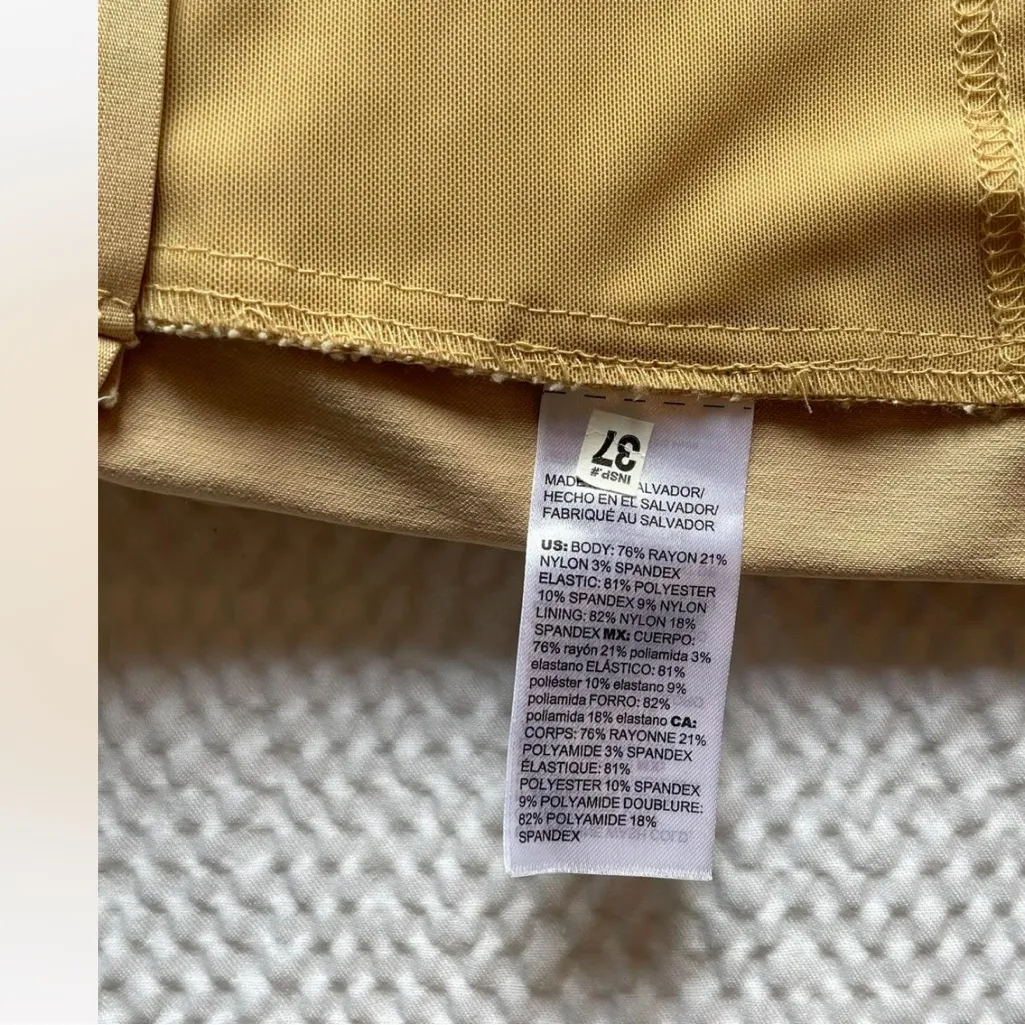 37
INSP.#
MADE ALVADOR/
HECHO EN EL SALVADOR/
FABRIQUÉ AU SALVADOR
US: BODY: 76% RAYON 21%
NYLON 3% SPANDEX
ELASTIC: 81% POLYESTER
10% SPANDEX 9% NYLON
LINING: 82% NYLON 18%
SPANDEX MX: CUERPO:
76% rayón 21% poliamida 3%
elastano ELÁSTICO: 81%
poliéster 10% elastano 9%
poliamida FORRO: 82%
poliamida 18% elastano CA:
CORPS: 76% RAYONNE 21%
POLYAMIDE 3% SPANDEX
ÉLASTIQUE: 81%
POLYESTER 10% SPANDEX
9% POLYAMIDE DOUBLURE:
82% POLYAMIDE 18%
SPANDEX